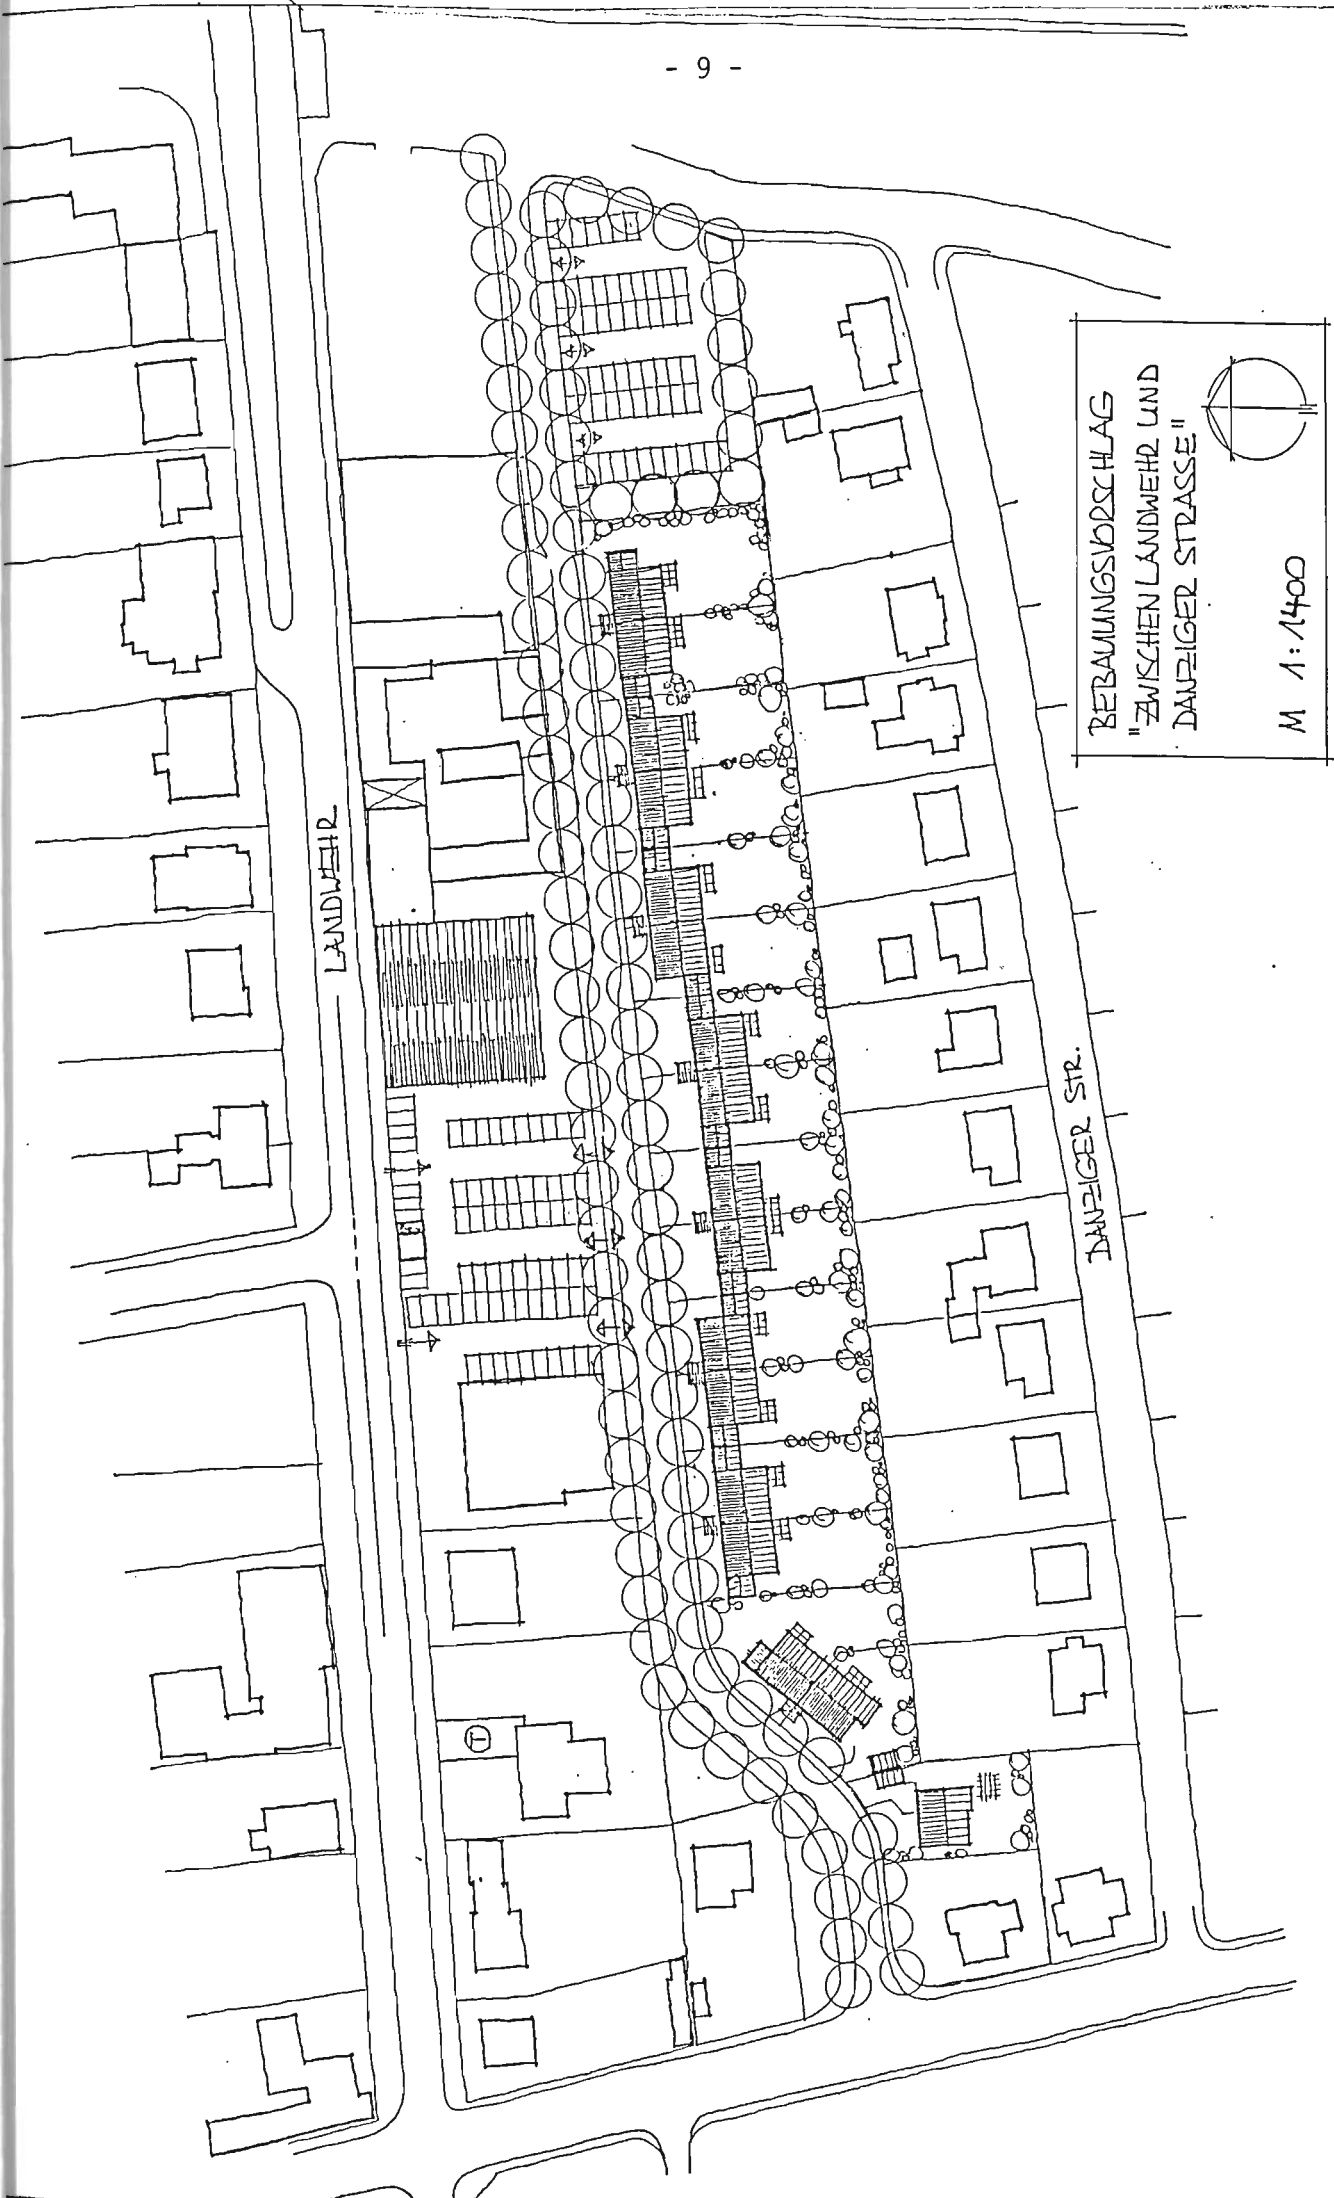 - 9 -
LANDWEHR
DANZIGER STR.
T
BEBAUUNGSVORSCHLAG
"ZWISCHEN LANDWEHR UND
DANZIGER STRASSE"
M 1:1400